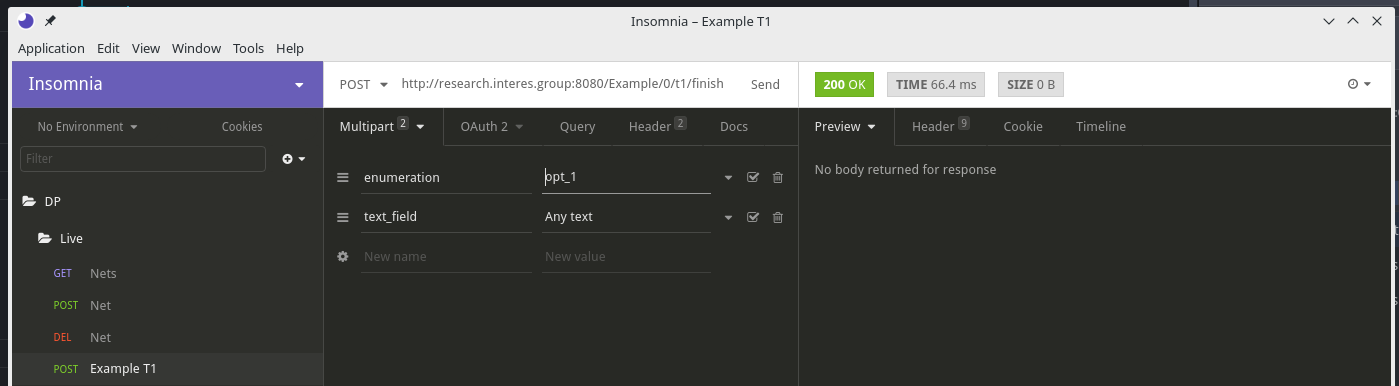 Insomnia – Example T1
Application Edit View Window Tools Help
Insomnia
POST http://research.interes.group:8080/Example/0/t1/finish Send
200 OK TIME 66.4 ms SIZE 0 B
No Environment Cookies
Multipart 2 OAuth 2 Query Header 2 Docs
Preview Header 9 Cookie Timeline
Filter
enumeration opt_1
text_field Any text
New name New value
No body returned for response
DP
Live
GET Nets
POST Net
DEL Net
POST Example T1